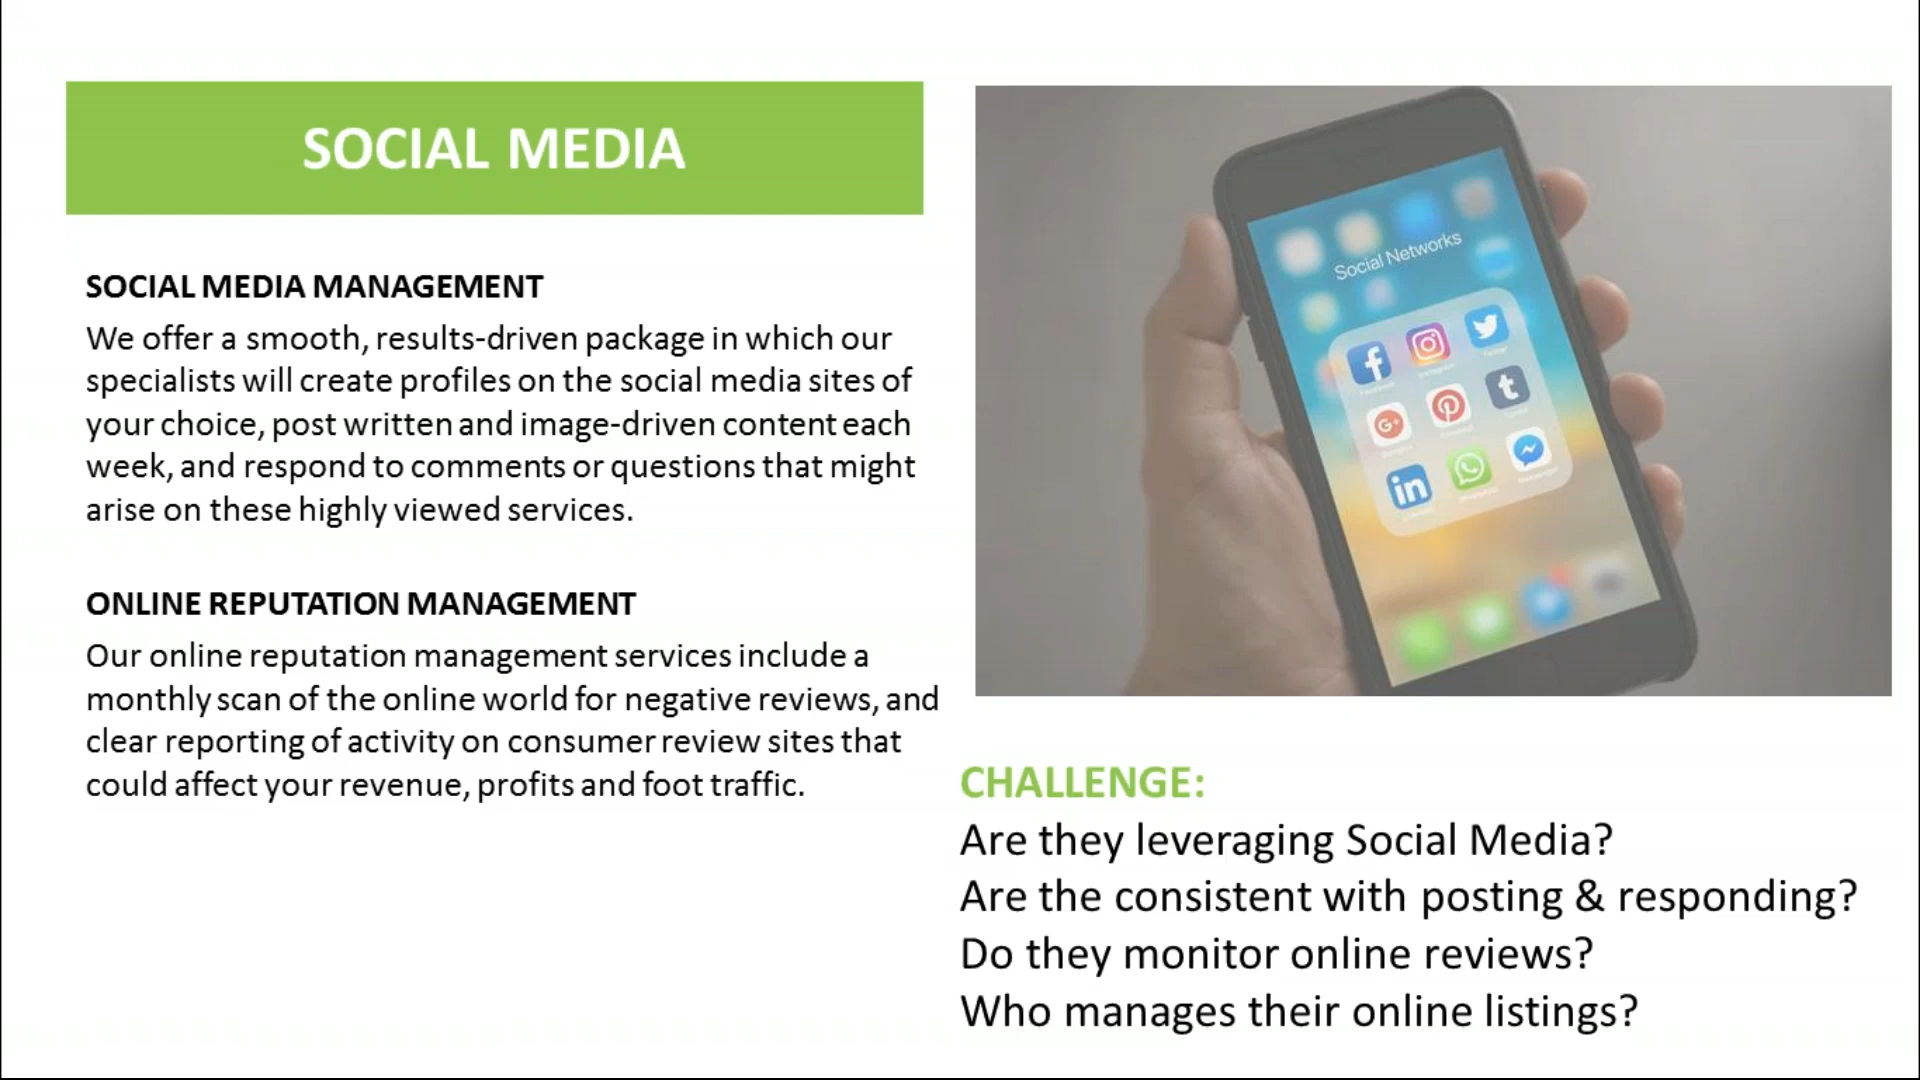 SOCIAL MEDIA
SOCIAL MEDIA MANAGEMENT
We offer a smooth, results-driven package in which our
specialists will create profiles on the social media sites of
your choice, post written and image-driven content each
week, and respond to comments or questions that might
arise on these highly viewed services.
ONLINE REPUTATION MANAGEMENT
Our online reputation management services include a
monthly scan of the online world for negative reviews, and
clear reporting of activity on consumer review sites that
could affect your revenue, profits and foot traffic.
Social Networks
CHALLENGE:
Are they leveraging Social Media?
Are the consistent with posting & responding?
Do they monitor online reviews?
Who manages their online listings?